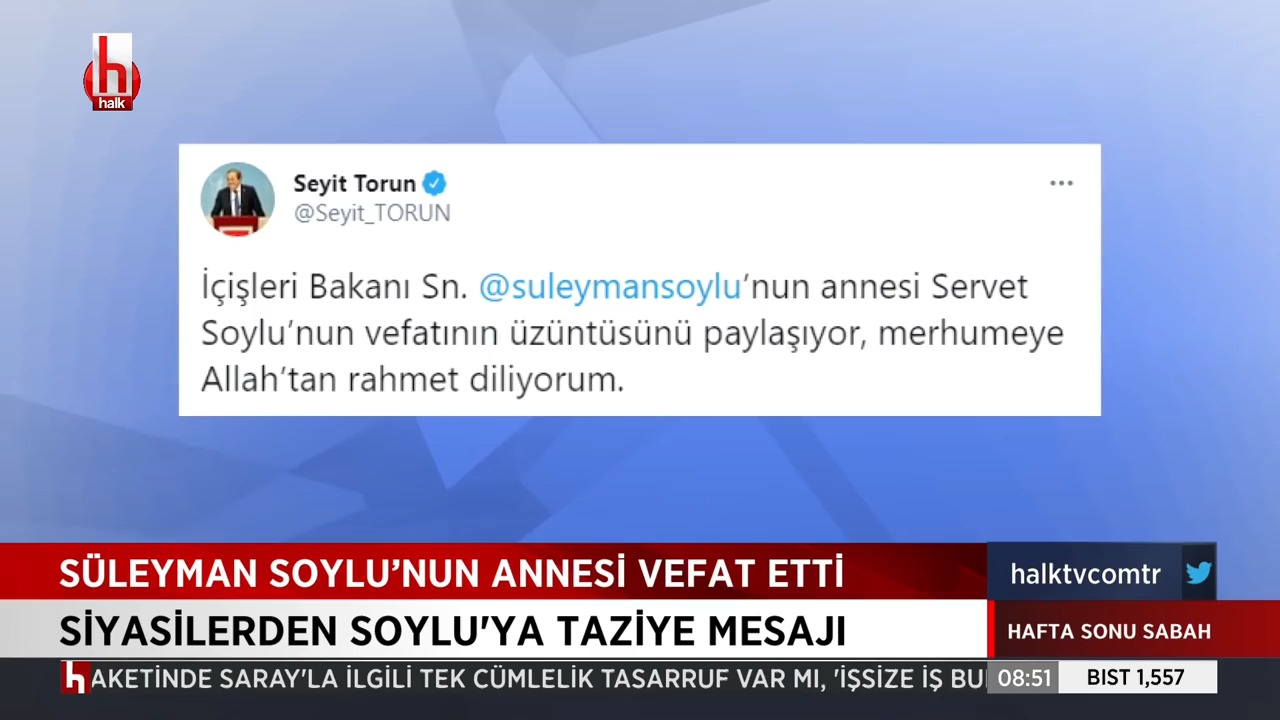 h
halk
Seyit Torun
@Seyit_TORUN
İçişleri Bakanı Sn. @suleymansoylu'nun annesi Servet
Soylu'nun vefatının üzüntüsünü paylaşıyor, merhumeye
Allah'tan rahmet diliyorum.
SÜLEYMAN SOYLU'NUN ANNESİ VEFAT ETTİ
halktvcomtr
SİYASİLERDEN SOYLU'YA TAZİYE MESAJI
HAFTA SONU SABAH
h AKETİNDE SARAY'LA İLGİLİ TEK CÜMLELİK TASARRUF VAR MI, 'İŞSİZE İŞ BU
08:51
BIST 1,557